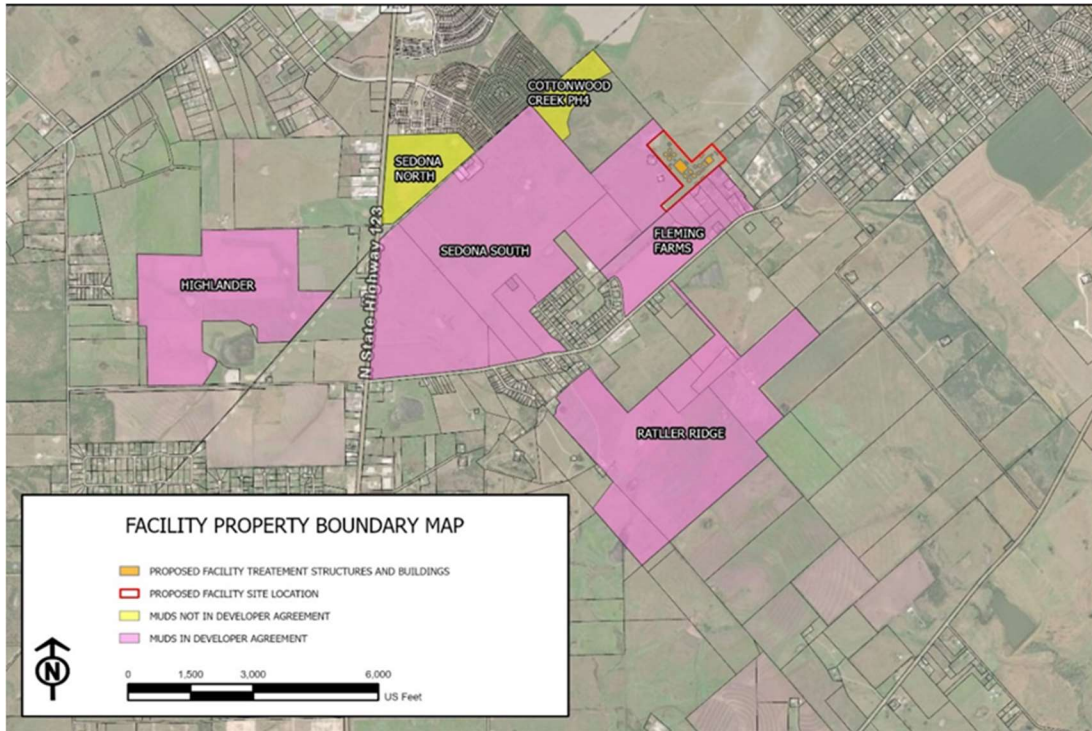 COTTONWOOD
CREEK PH4
SEDONA
NORTH
SEDONA SOUTH
FLEMING
FARMS
HIGHLANDER
N State Highway 123
RATLLER RIDGE
FACILITY PROPERTY BOUNDARY MAP
PROPOSED FACILITY TREATEMENT STRUCTURES AND BUILDINGS
PROPOSED FACILITY SITE LOCATION
MUDS NOT IN DEVELOPER AGREEMENT
MUDS IN DEVELOPER AGREEMENT
N
0 1,500 3,000 6,000
US Feet